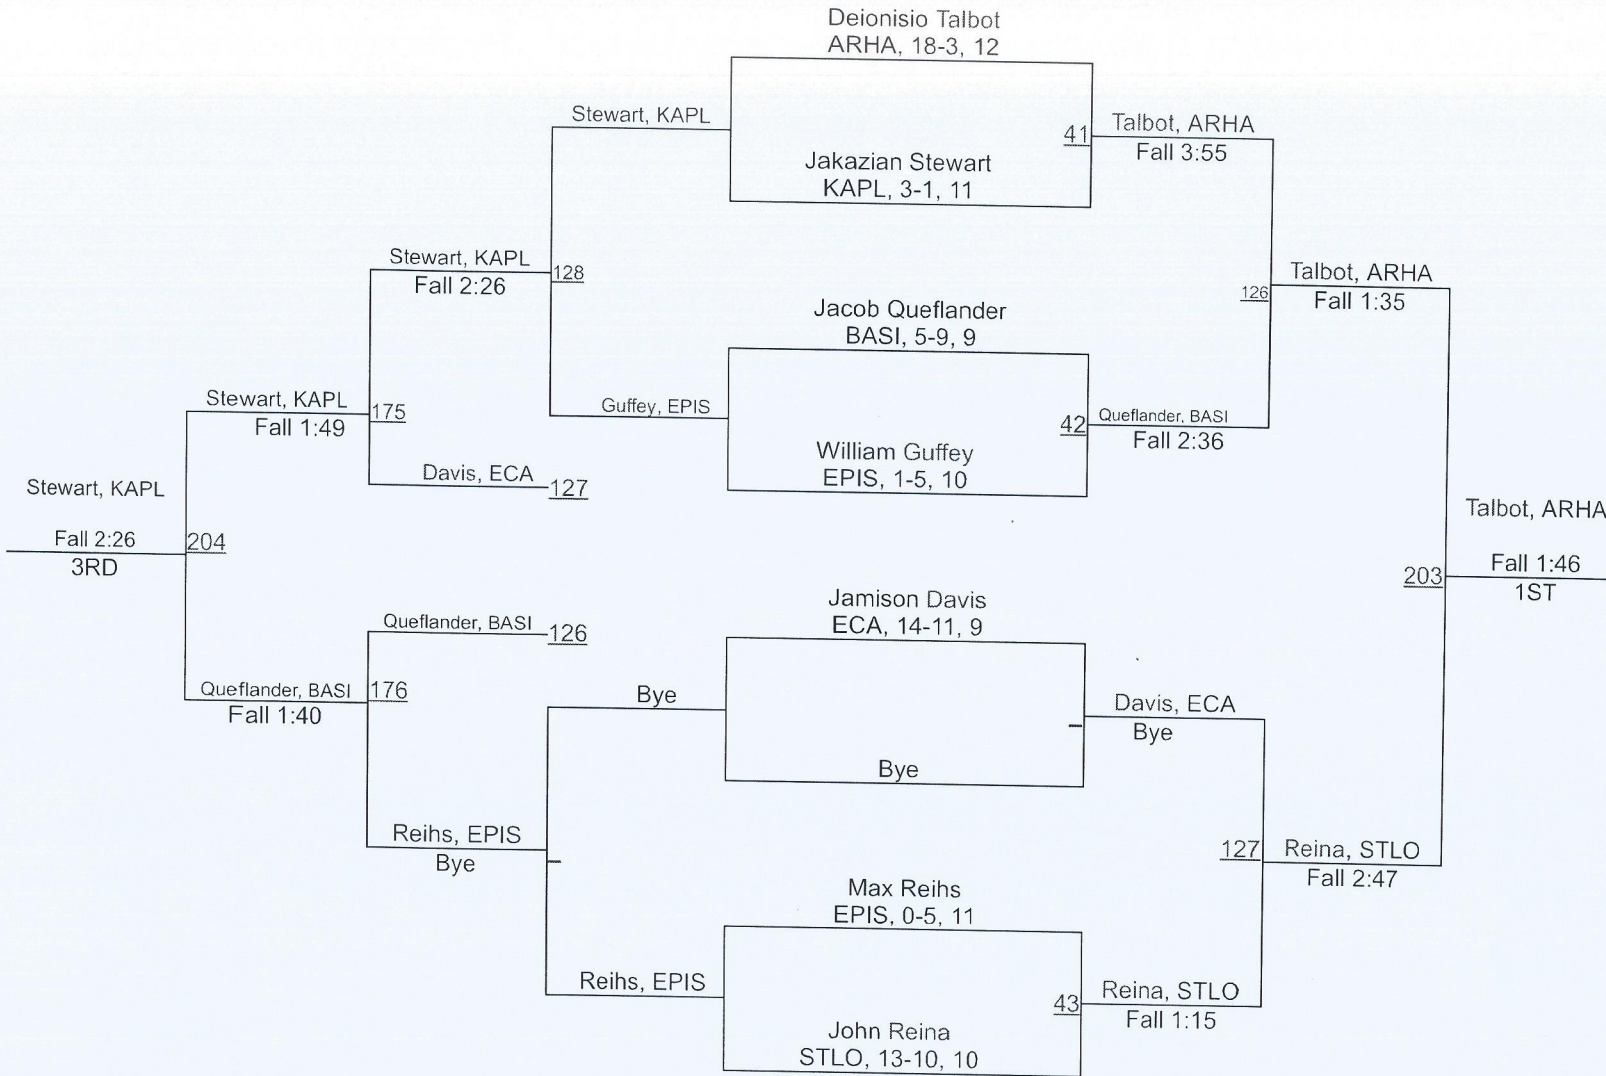 Deionisio Talbot
ARHA, 18-3, 12
Stewart, KAPL
41
Talbot, ARHA
Fall 3:55
Jakazian Stewart
KAPL, 3-1, 11
Stewart, KAPL
Fall 2:26
128
Talbot, ARHA
Fall 1:35
126
Jacob Queflander
BASI, 5-9, 9
Stewart, KAPL
Fall 1:49
175
Guffey, EPIS
42
Queflander, BASI
Fall 2:36
William Guffey
EPIS, 1-5, 10
Davis, ECA
127
Stewart, KAPL
Fall 2:26
3RD
204
Talbot, ARHA
Fall 1:46
1ST
203
Jamison Davis
ECA, 14-11, 9
Queflander, BASI
126
Queflander, BASI
Fall 1:40
176
Bye
Davis, ECA
Bye
Bye
Reihs, EPIS
Bye
127
Reina, STLO
Fall 2:47
Max Reihs
EPIS, 0-5, 11
Reihs, EPIS
43
Reina, STLO
Fall 1:15
John Reina
STLO, 13-10, 10